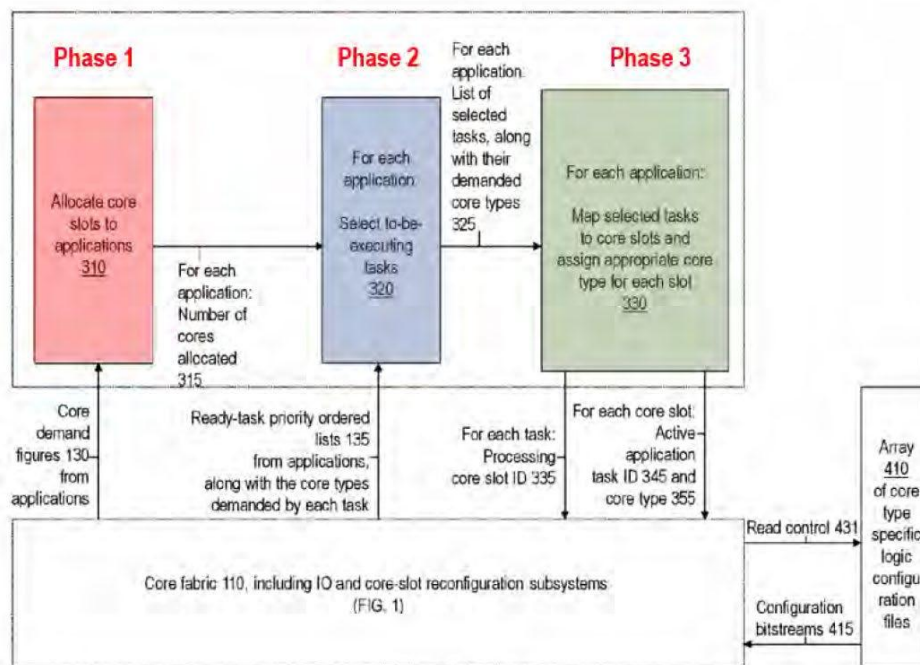 Phase 1
Phase 2
Phase 3
For each
application:
List of
selected
tasks, along
with their
demanded
core types
325
Allocate core
slots to
applications
310
For each
application:
Number of
cores
allocated
315
For each
application:
Select to-be-
executing
tasks
320
For each application:
Map selected tasks
to core slots and
assign appropriate core
type for each slot
330
Core
demand
figures 130
from
applications
Ready-task priority ordered
lists 135
from applications,
along with the core types
demanded by each task
For each task:
Processing
core slot ID 335
For each core slot:
Active
application
task ID 345 and
core type 355
Array
410
of core
type
specific
logic
configu
ration
files
Read control 431
Core fabric 110, including IO and core-slot reconfiguration subsystems
(FIG. 1)
Configuration
bitstreams 415